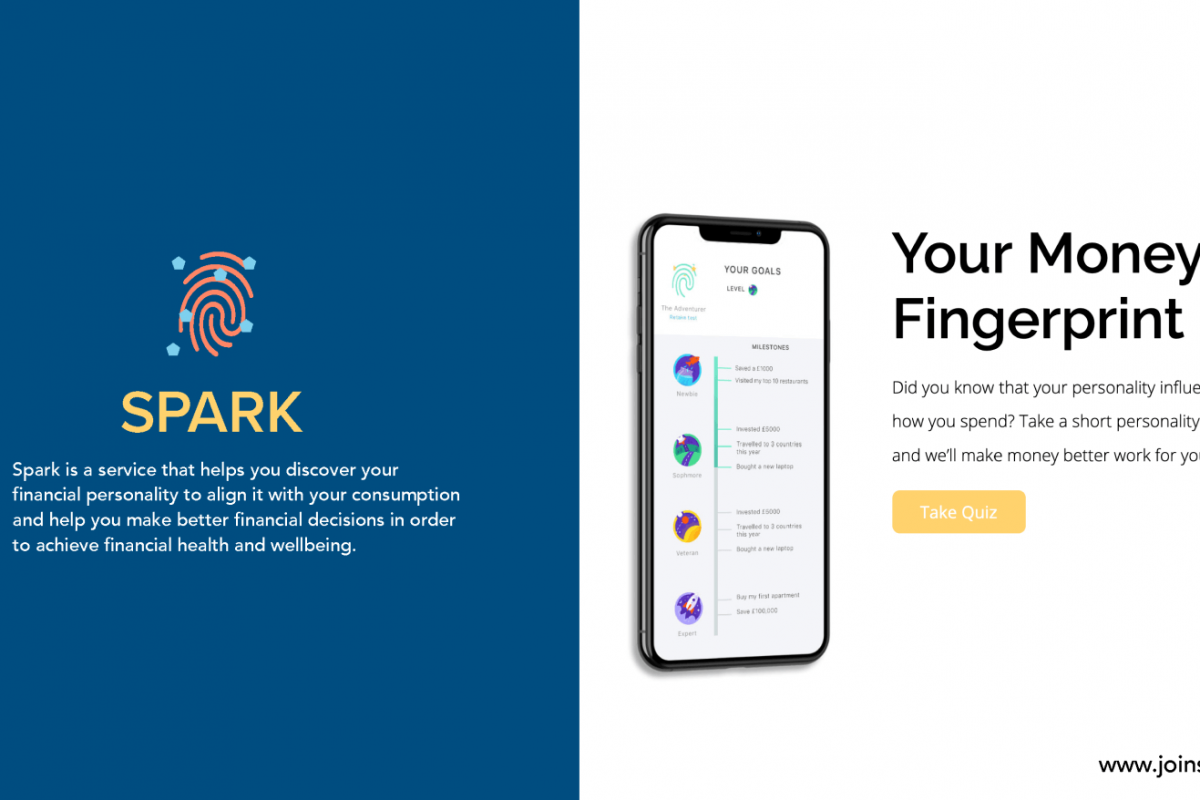 SPARK
Spark is a service that helps you discover your
financial personality to align it with your consumption
and help you make better financial decisions in order
to achieve financial health and wellbeing.
YOUR GOALS
LEVEL
The Adventurer
Retake test
MILESTONES
Saved a £1000
Visited my top 10 restaurants
Newbie
Invested £5000
Travelled to 3 countries
this year
Bought a new laptop
Sophmore
Invested £5000
Travelled to 3 countries
this year
Bought a new laptop
Veteran
Buy my first apartment
Save £100,000
Expert
Your Money
Fingerprint
Did you know that your personality influe
how you spend? Take a short personality
and we’ll make money better work for you
Take Quiz
www.joins